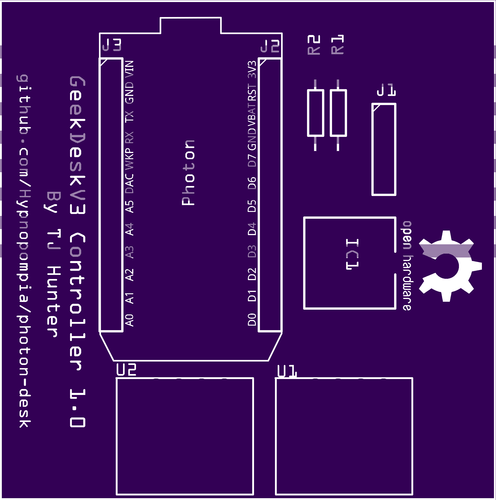 GeekDeskV3 Controller 1.0
By TJ Hunter
github.com/Hypnopompia/photon-desk
J3
VIN
GND
TX
RX
WKP
DAC
A5
A4
A3
A2
A1
A0
Photon
J2
3V3
RST
VBAT
GND
D7
D6
D5
D4
D3
D2
D1
D0
R2
R1
J1
IC1
open hardware
U2
U1